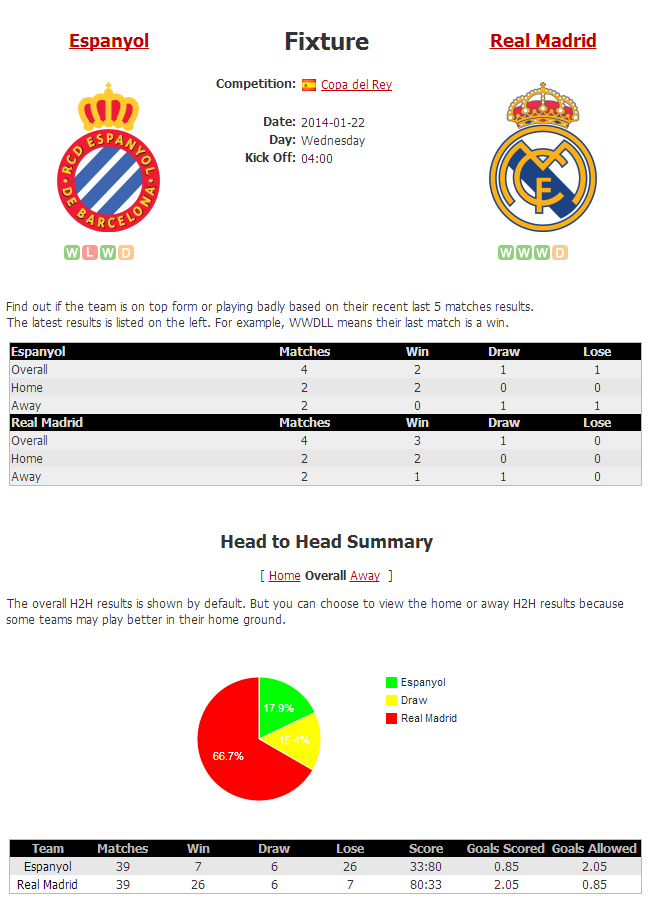 Espanyol Fixture Real Madrid
Competition: Copa del Rey
Date: 2014-01-22
Day: Wednesday
Kick Off: 04:00
RCD ESPANYOL
DE BARCELONA
W L W D
W W W D
Find out if the team is on top form or playing badly based on their recent last 5 matches results.
The latest results is listed on the left. For example, WWDLL means their last match is a win.
Espanyol Matches Win Draw Lose
Overall 4 2 1 1
Home 2 2 0 0
Away 2 0 1 1
Real Madrid Matches Win Draw Lose
Overall 4 3 1 0
Home 2 2 0 0
Away 2 1 1 0
Head to Head Summary
[ Home Overall Away ]
The overall H2H results is shown by default. But you can choose to view the home or away H2H results because
some teams may play better in their home ground.
Espanyol
Draw
Real Madrid
17.9%
15.4%
66.7%
Team Matches Win Draw Lose Score Goals Scored Goals Allowed
Espanyol 39 7 6 26 33:80 0.85 2.05
Real Madrid 39 26 6 7 80:33 2.05 0.85